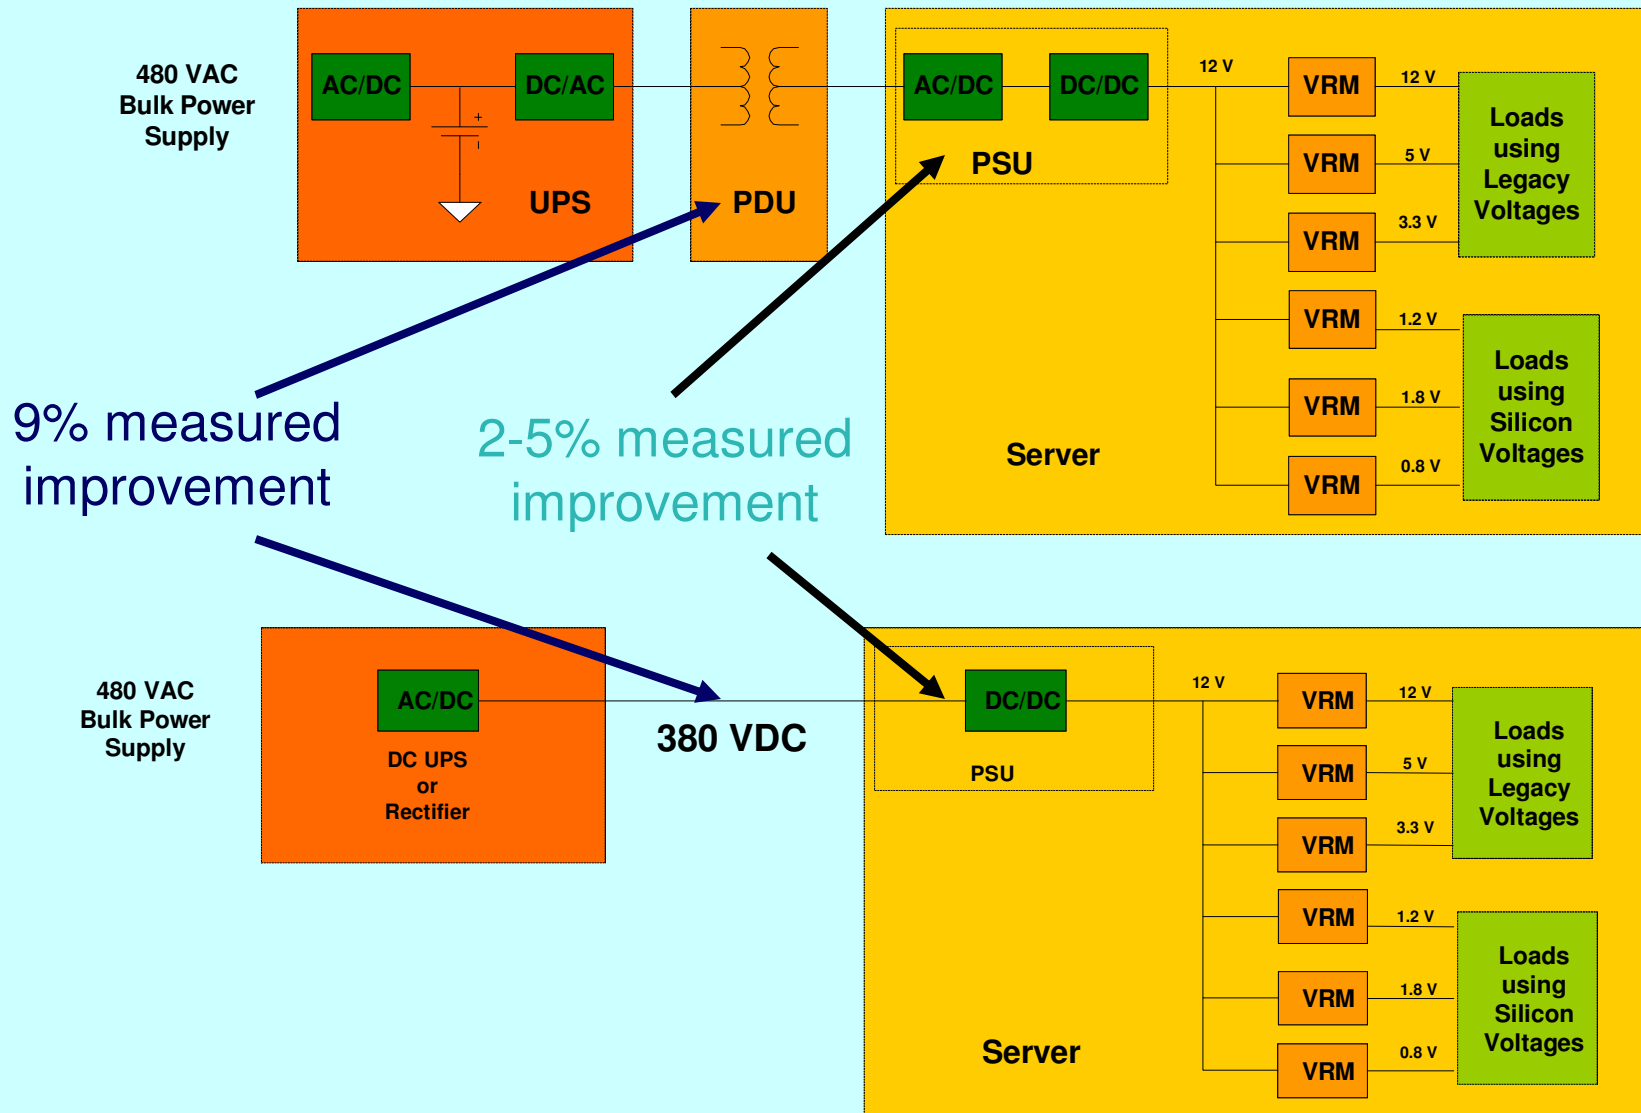 480 VAC
Bulk Power
Supply
AC/DC
DC/AC
+
-
UPS
PDU
AC/DC
DC/DC
PSU
12 V
VRM
12 V
VRM
5 V
VRM
3.3 V
Loads
using
Legacy
Voltages
VRM
1.2 V
VRM
1.8 V
VRM
0.8 V
Loads
using
Silicon
Voltages
Server
9% measured
improvement
2-5% measured
improvement
480 VAC
Bulk Power
Supply
AC/DC
DC UPS
or
Rectifier
380 VDC
DC/DC
PSU
12 V
VRM
12 V
VRM
5 V
VRM
3.3 V
Loads
using
Legacy
Voltages
VRM
1.2 V
VRM
1.8 V
VRM
0.8 V
Loads
using
Silicon
Voltages
Server